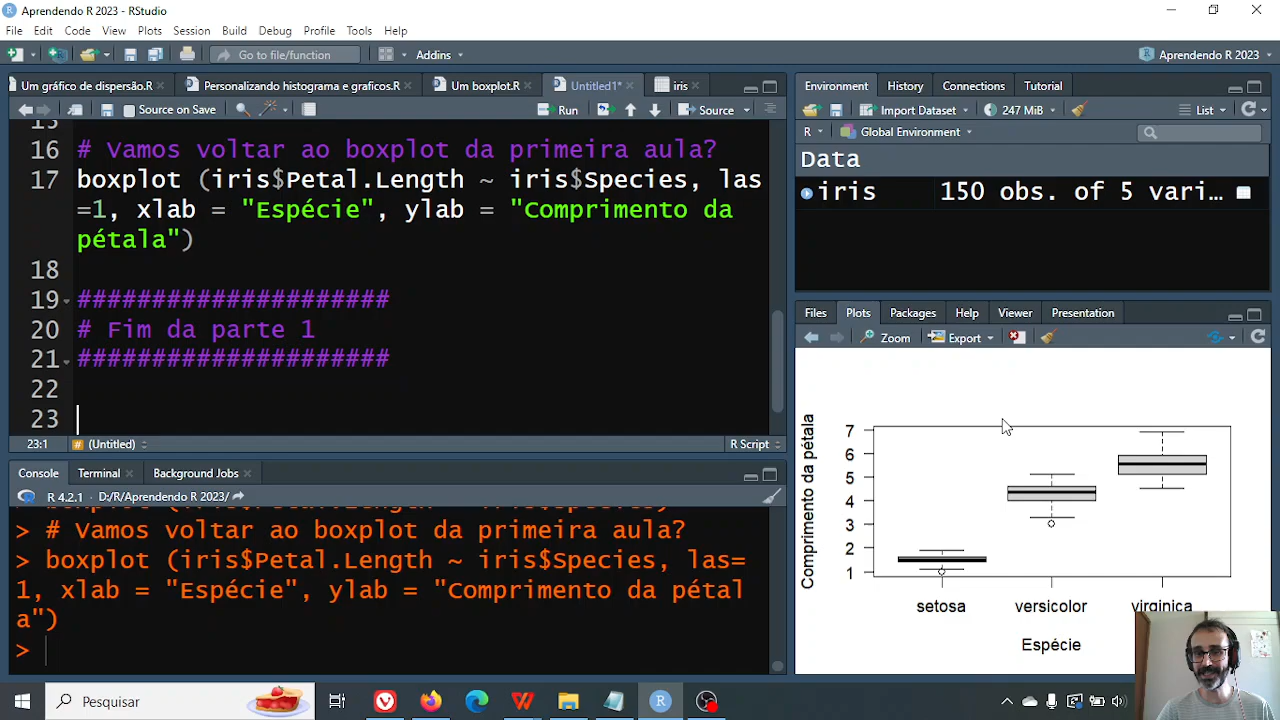 Aprendendo R 2023 - RStudio
File Edit Code View Plots Session Build Debug Profile Tools Help
Go to file/function Addins Aprendendo R 2023
Um gráfico de dispersão.R Personalizando histograma e graficos.R Um boxplot.R Untitled1* iris
Source on Save Run Source
16 # Vamos voltar ao boxplot da primeira aula?
17 boxplot (iris$Petal.Length ~ iris$Species, las
=1, xlab = "Espécie", ylab = "Comprimento da
pétala")
18
19 #####################
20 # Fim da parte 1
21 #####################
22
23
23:1 # (Untitled) R Script
Console Terminal Background Jobs
R 4.2.1 · D:/R/Aprendendo R 2023/
> # Vamos voltar ao boxplot da primeira aula?
> boxplot (iris$Petal.Length ~ iris$Species, las=
1, xlab = "Espécie", ylab = "Comprimento da pétal
a")
>
Environment History Connections Tutorial
Import Dataset 247 MiB List
R Global Environment
Data
iris 150 obs. of 5 vari…
Files Plots Packages Help Viewer Presentation
Zoom Export
Comprimento da pétala
7
6
5
4
3
2
1
setosa versicolor virginica
Espécie
Pesquisar